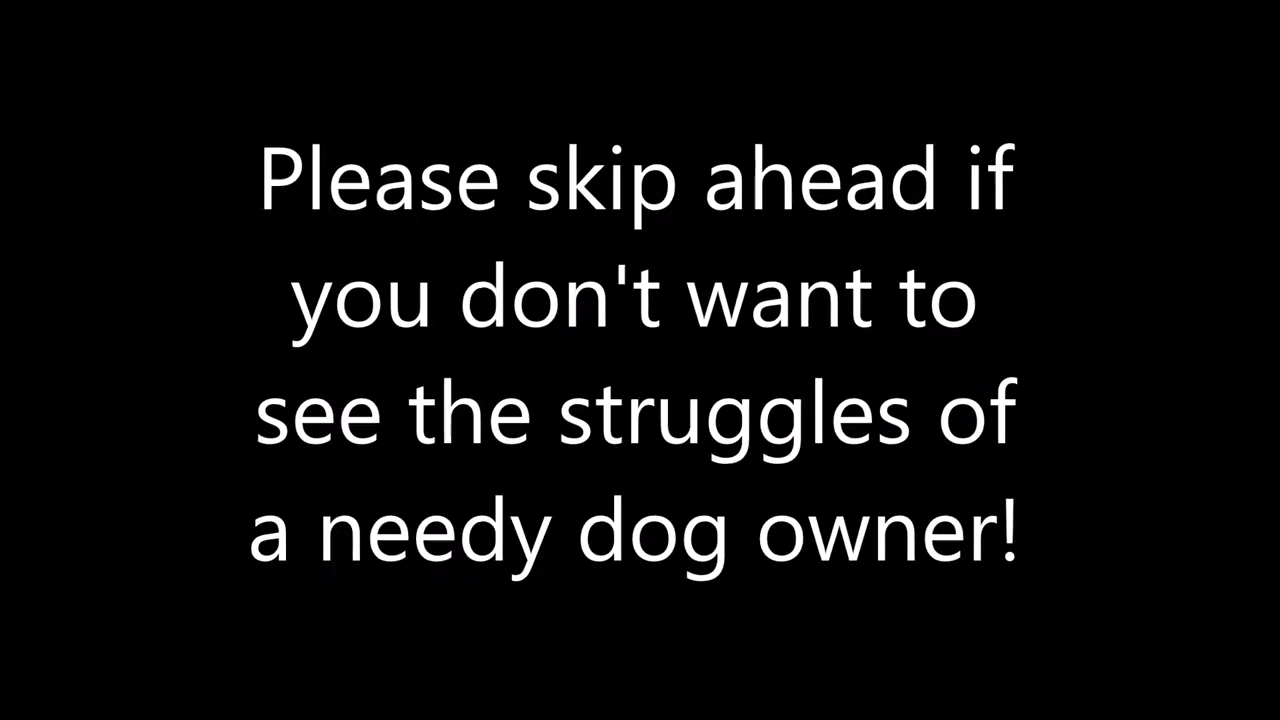 Please skip ahead if
you don't want to
see the struggles of
a needy dog owner!